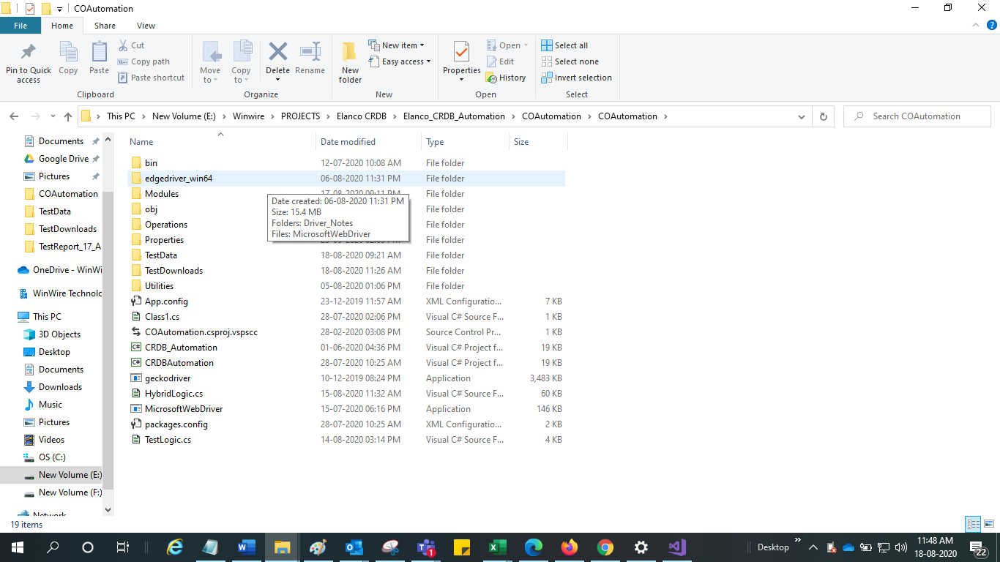 COAutomation
File Home Share View
Pin to Quick access
Copy
Paste
Cut
Copy path
Paste shortcut
Clipboard
Move to
Copy to
Delete
Rename
Organize
New folder
New item
Easy access
New
Properties
Open
Edit
History
Open
Select all
Select none
Invert selection
Select
This PC New Volume (E:) Winwire PROJECTS Elanco CRDB Elanco_CRDB_Automation COAutomation COAutomation
Search COAutomation
Documents
Google Drive
Pictures
COAutomation
TestData
TestDownloads
TestReport_17_A
OneDrive - WinWi
WinWire Technolo
This PC
3D Objects
Desktop
Documents
Downloads
Music
Pictures
Videos
OS (C:)
New Volume (E:)
New Volume (F:)
Network
Name Date modified Type Size
bin 12-07-2020 10:08 AM File folder
edgedriver_win64 06-08-2020 11:31 PM File folder
Modules 17-08-2020 09:11 PM File folder
obj File folder
Operations File folder
Properties File folder
TestData 18-08-2020 09:21 AM File folder
TestDownloads 18-08-2020 11:26 AM File folder
Utilities 05-08-2020 01:06 PM File folder
App.config 23-12-2019 11:57 AM XML Configuratio... 7 KB
Class1.cs 28-07-2020 02:06 PM Visual C# Source F... 1 KB
COAutomation.csproj.vspscc 28-02-2020 03:08 PM Source Control Pr... 1 KB
CRDB_Automation 01-06-2020 04:36 PM Visual C# Project f... 19 KB
CRDBAutomation 28-07-2020 10:25 AM Visual C# Project f... 19 KB
geckodriver 10-12-2019 08:24 PM Application 3,483 KB
HybridLogic.cs 15-08-2020 11:32 AM Visual C# Source F... 60 KB
MicrosoftWebDriver 15-07-2020 06:16 PM Application 146 KB
packages.config 28-07-2020 10:25 AM XML Configuratio... 2 KB
TestLogic.cs 14-08-2020 03:14 PM Visual C# Source F... 4 KB
Date created: 06-08-2020 11:31 PM
Size: 15.4 MB
Folders: Driver_Notes
Files: MicrosoftWebDriver
19 items
Desktop
11:48 AM
18-08-2020
1
22